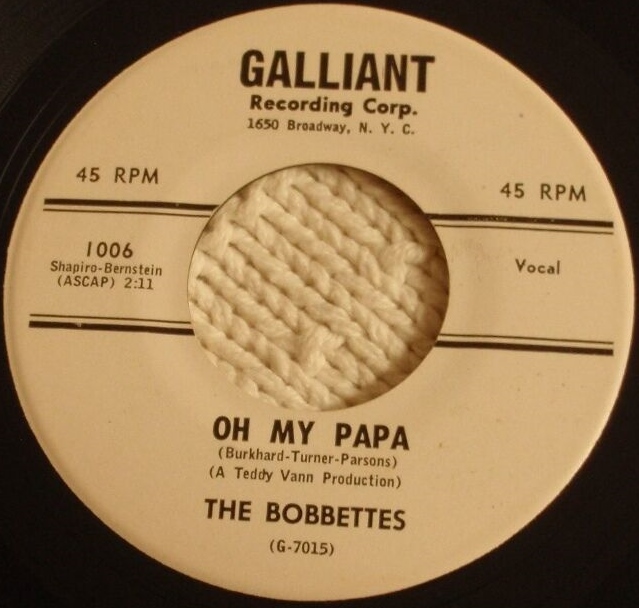 GALLIANT
Recording Corp.
1650 Broadway, N. Y. C.
45 RPM
45 RPM
1006
Shapiro-Bernstein
(ASCAP) 2:11
Vocal
OH MY PAPA
(Burkhard-Turner-Parsons)
(A Teddy Vann Production)
THE BOBBETTES
(G-7015)